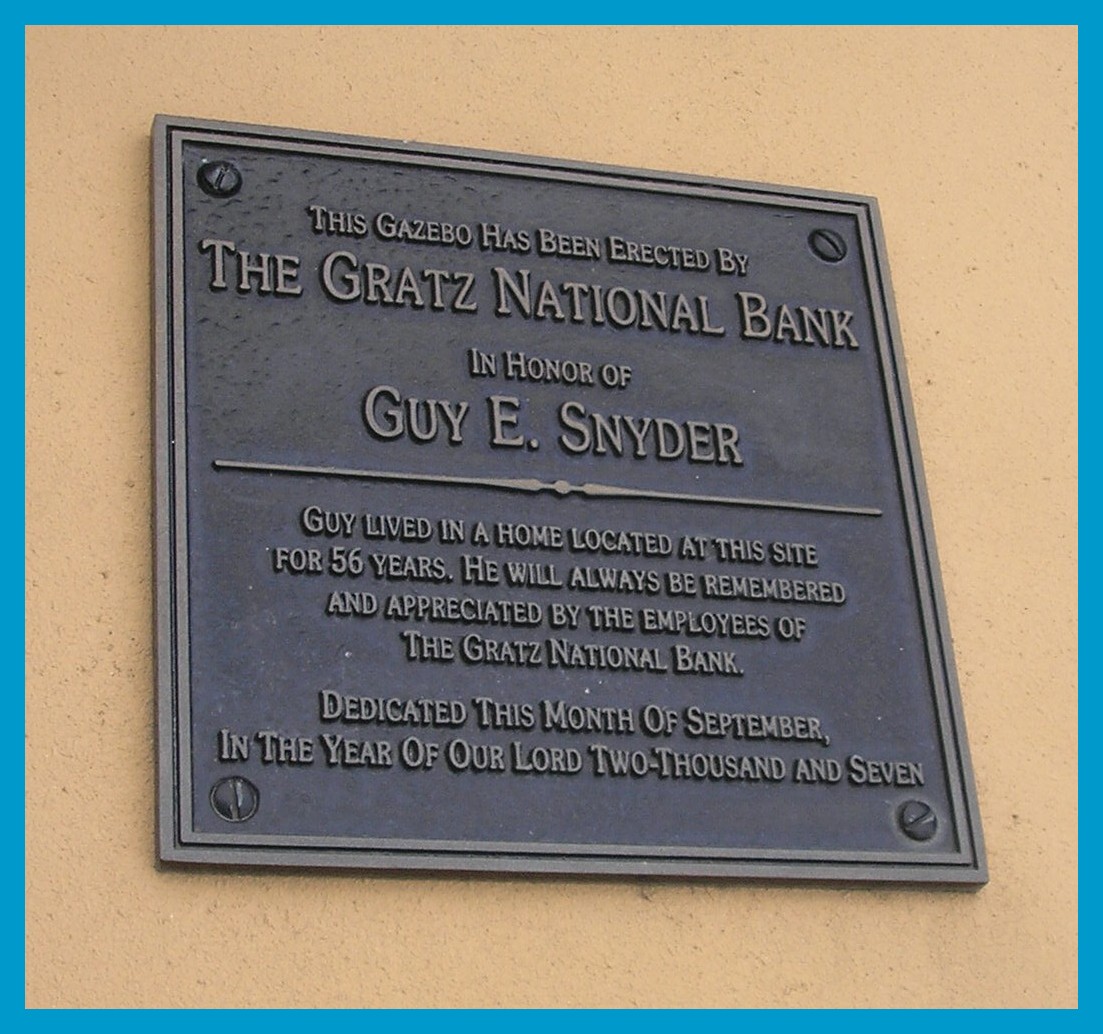 This Gazebo Has Been Erected By
The Gratz National Bank
In Honor of
Guy E. Snyder
Guy lived in a home located at this site
for 56 years. He will always be remembered
and appreciated by the employees of
The Gratz National Bank.
Dedicated This Month Of September,
In The Year Of Our Lord Two-Thousand and Seven